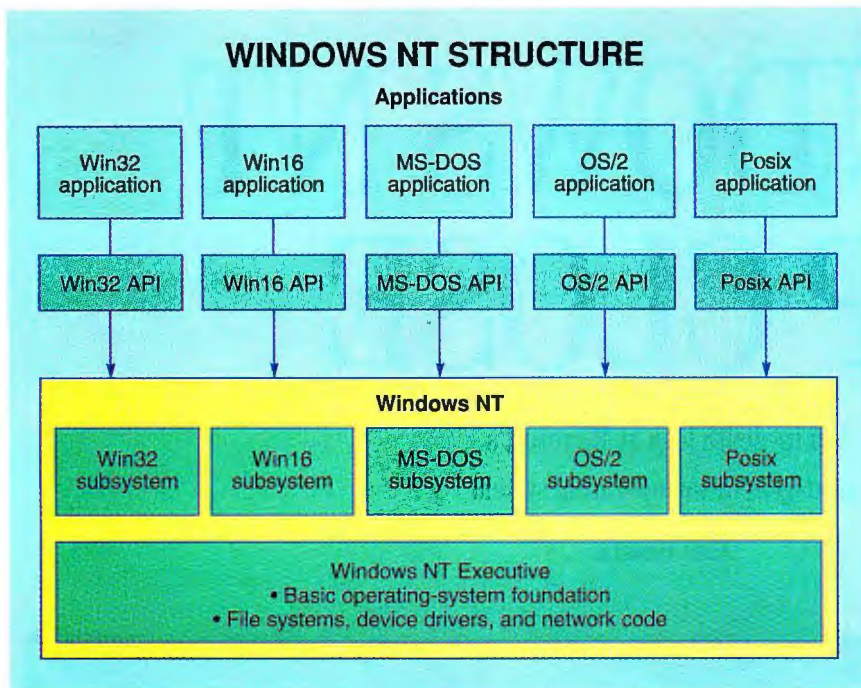 WINDOWS NT STRUCTURE
Applications
Win32
application
Win16
application
MS-DOS
application
OS/2
application
Posix
application
Win32 API
Win16 API
MS-DOS API
OS/2 API
Posix API
Windows NT
Win32
subsystem
Win16
subsystem
MS-DOS
subsystem
OS/2
subsystem
Posix
subsystem
Windows NT Executive
• Basic operating-system foundation
• File systems, device drivers, and network code